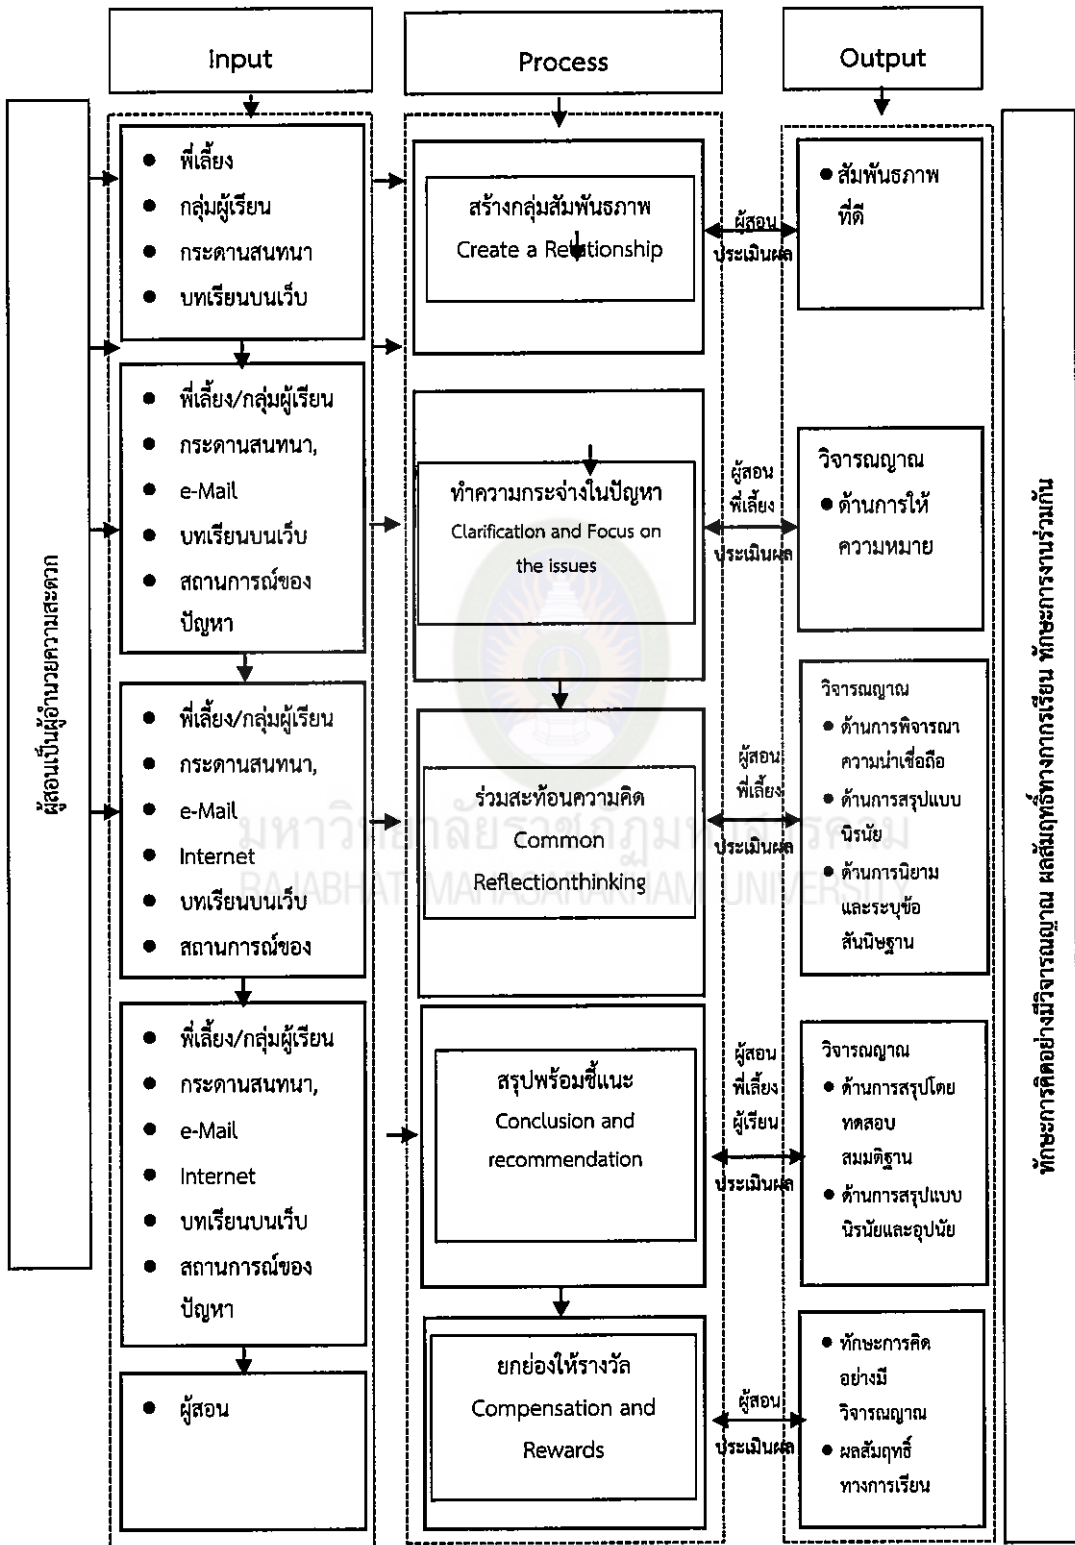 Input
Process
Output
ผู้สอนเป็นผู้อำนวยความสะดวก
พี่เลี้ยง
กลุ่มผู้เรียน
กระดานสนทนา
บทเรียนบนเว็บ
สร้างกลุ่มสัมพันธภาพ
Create a Relationship
ผู้สอน
ประเมินผล
สัมพันธภาพ
ที่ดี
พี่เลี้ยง/กลุ่มผู้เรียน
กระดานสนทนา,
e-Mail
บทเรียนบนเว็บ
สถานการณ์ของ
ปัญหา
ทำความกระจ่างในปัญหา
Clarification and Focus on
the issues
ผู้สอน
พี่เลี้ยง
ประเมินผล
วิจารณญาณ
ด้านการให้
ความหมาย
พี่เลี้ยง/กลุ่มผู้เรียน
กระดานสนทนา,
e-Mail
Internet
บทเรียนบนเว็บ
สถานการณ์ของ
ร่วมสะท้อนความคิด
Common
Reflectionthinking
ผู้สอน
พี่เลี้ยง
ประเมินผล
วิจารณญาณ
ด้านการพิจารณา
ความน่าเชื่อถือ
ด้านการสรุปแบบ
นิรนัย
ด้านการนิยาม
และระบุข้อ
สันนิษฐาน
มหาวิทยาลัยราชภัฏมหาสารคาม
RAJABHAT MAHASARAKHAM UNIVERSITY
พี่เลี้ยง/กลุ่มผู้เรียน
กระดานสนทนา,
e-Mail
Internet
บทเรียนบนเว็บ
สถานการณ์ของ
ปัญหา
สรุปพร้อมชี้แนะ
Conclusion and
recommendation
ผู้สอน
พี่เลี้ยง
ผู้เรียน
ประเมินผล
วิจารณญาณ
ด้านการสรุปโดย
ทดสอบ
สมมติฐาน
ด้านการสรุปแบบ
นิรนัยและอุปนัย
ผู้สอน
ยกย่องให้รางวัล
Compensation and
Rewards
ผู้สอน
ประเมินผล
ทักษะการคิด
อย่างมี
วิจารณญาณ
ผลสัมฤทธิ์
ทางการเรียน
ทักษะการคิดอย่างมีวิจารณญาณ ผลสัมฤทธิ์ทางกากรเรียน ทักษะการงานร่วมกัน